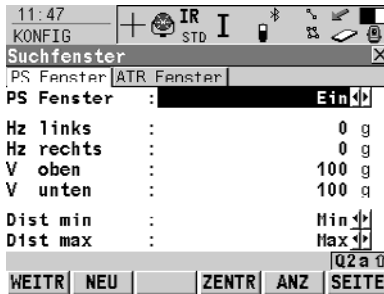 11:47
KONFIG
IR
STD
I
Suchfenster
PS Fenster ATR Fenster
PS Fenster : Ein
Hz links : 0 g
Hz rechts : 0 g
V oben : 100 g
V unten : 100 g
Dist min : Min
Dist max : Max
Q2a
WEITR NEU ZENTR ANZ SEITE